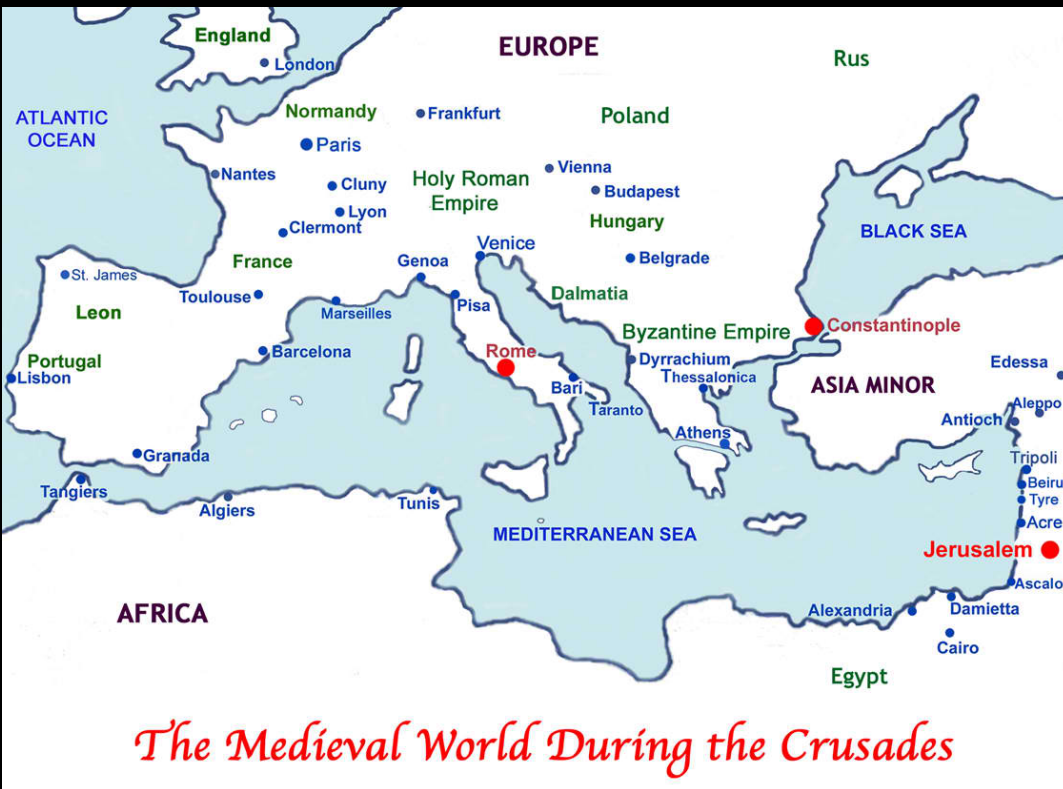 England
EUROPE
Rus
London
ATLANTIC
OCEAN
Normandy
Frankfurt
Poland
Paris
Nantes
Cluny
Holy Roman
Empire
Vienna
Budapest
Lyon
Clermont
Hungary
BLACK SEA
Venice
France
Genoa
Belgrade
St. James
Toulouse
Marseilles
Pisa
Dalmatia
Leon
Byzantine Empire
Constantinople
Portugal
Barcelona
Rome
Dyrrachium
Edessa
Lisbon
Bari
Thessalonica
ASIA MINOR
Taranto
Aleppo
Antioch
Athens
Granada
Tripoli
Tangiers
Algiers
Tunis
Beiru
Tyre
MEDITERRANEAN SEA
Acre
Jerusalem
Ascalo
AFRICA
Alexandria
Damietta
Cairo
Egypt
The Medieval World During the Crusades